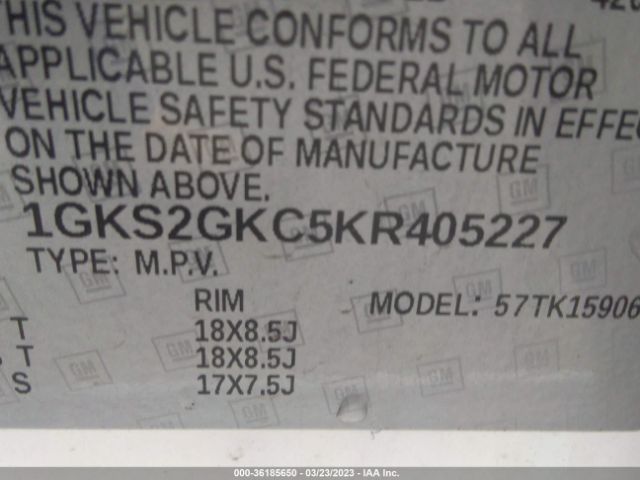 THIS VEHICLE CONFORMS TO ALL
APPLICABLE U.S. FEDERAL MOTOR
VEHICLE SAFETY STANDARDS IN EFFE
ON THE DATE OF MANUFACTURE
SHOWN ABOVE.
1GKS2GKC5KR405227
TYPE: M.P.V.
RIM MODEL: 57TK15906
T 18X8.5J
T 18X8.5J
S 17X7.5J
GM
000-36185650 - 03/23/2023 - IAA Inc.